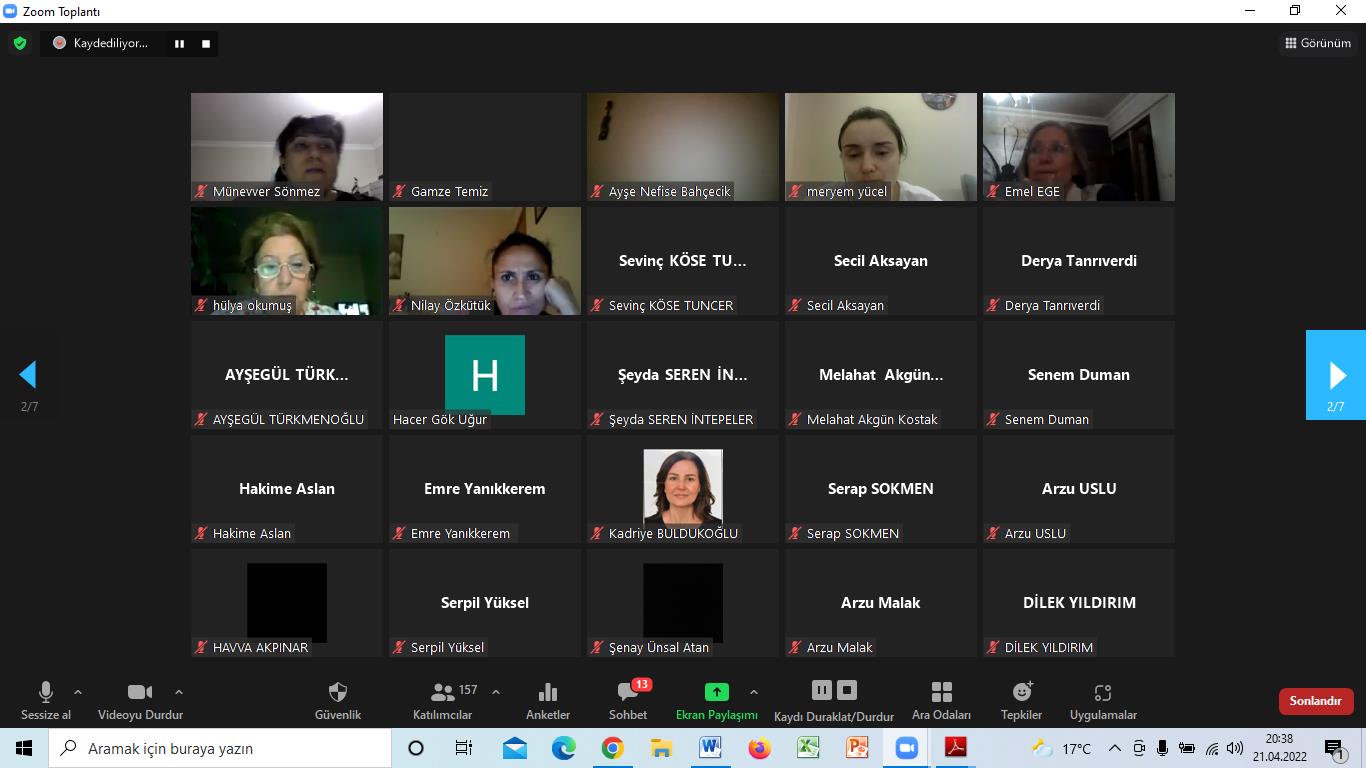 Zoom Toplantı
Kaydediliyor...
Görünüm
Münevver Sönmez
Gamze Temiz
Ayşe Nefise Bahçecik
meryem yücel
Emel EGE
hülya okumuş
Nilay Özkütük
Sevinç KÖSE TU...
Sevinç KÖSE TUNCER
Secil Aksayan
Secil Aksayan
Derya Tanrıverdi
Derya Tanrıverdi
2/7
AYŞEGÜL TÜRK...
AYŞEGÜL TÜRKMENOĞLU
H
Hacer Gök Uğur
Şeyda SEREN İN...
Şeyda SEREN İNTEPELER
Melahat Akgün...
Melahat Akgün Kostak
Senem Duman
Senem Duman
2/7
Hakime Aslan
Hakime Aslan
Emre Yanıkkerem
Emre Yanıkkerem
Kadriye BULDUKOĞLU
Serap SOKMEN
Serap SOKMEN
Arzu USLU
Arzu USLU
HAVVA AKPINAR
Serpil Yüksel
Serpil Yüksel
Şenay Ünsal Atan
Arzu Malak
Arzu Malak
DİLEK YILDIRIM
DİLEK YILDIRIM
Sessize al
Videoyu Durdur
Güvenlik
157
Katılımcılar
Anketler
13
Sohbet
Ekran Paylaşımı
Kaydı Duraklat/Durdur
Ara Odaları
Tepkiler
Uygulamalar
Sonlandır
Aramak için buraya yazın
17°C
20:38
21.04.2022
1